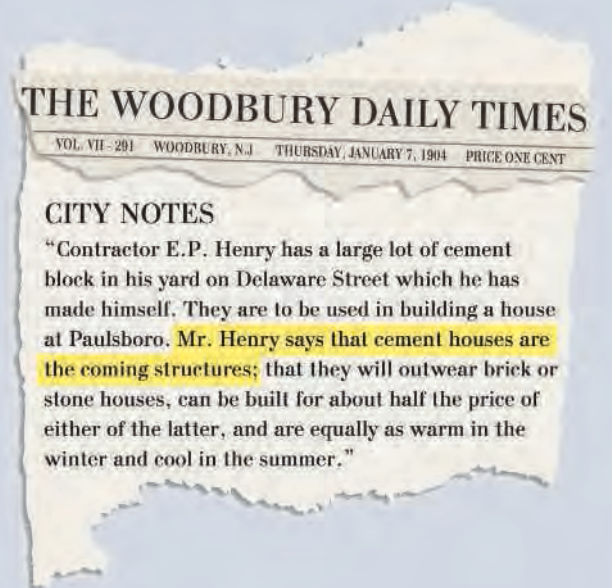 THE WOODBURY DAILY TIMES
VOL. VII - 291 WOODBURY, N.J THURSDAY, JANUARY 7, 1904 PRICE ONE CENT
CITY NOTES
“Contractor E.P. Henry has a large lot of cement
block in his yard on Delaware Street which he has
made himself. They are to be used in building a house
at Paulsboro. Mr. Henry says that cement houses are
the coming structures; that they will outwear brick or
stone houses, can be built for about half the price of
either of the latter, and are equally as warm in the
winter and cool in the summer.”